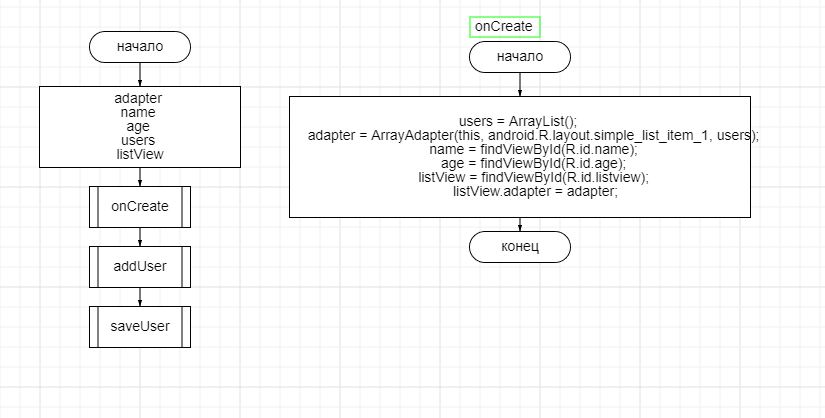 начало
adapter
name
age
users
listView
onCreate
addUser
saveUser
onCreate
начало
users = ArrayList();
adapter = ArrayAdapter(this, android.R.layout.simple_list_item_1, users);
name = findViewById(R.id.name);
age = findViewById(R.id.age);
listView = findViewById(R.id.listview);
listView.adapter = adapter;
конец